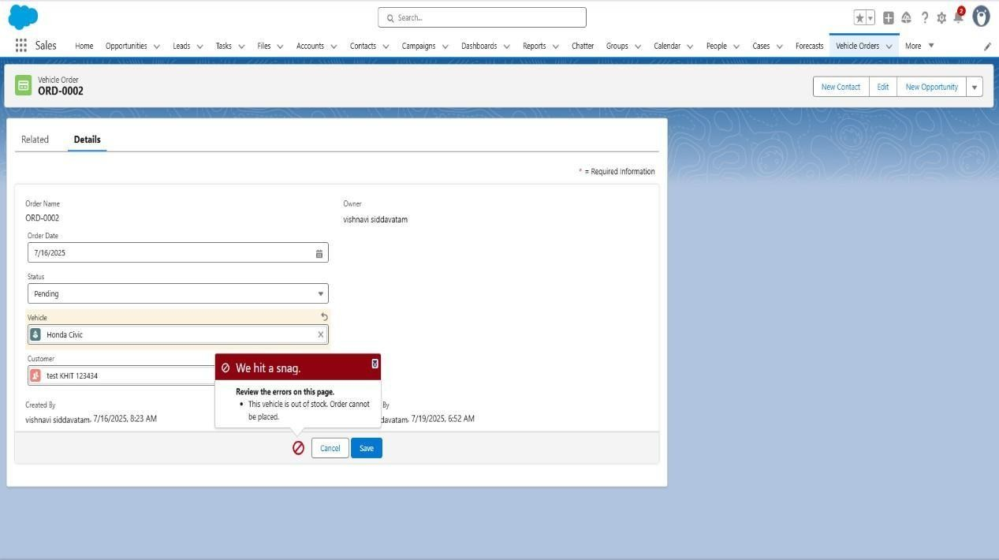 Search...
2
Sales Home Opportunities Leads Tasks Files Accounts Contacts Campaigns Dashboards Reports Chatter Groups Calendar People Cases Forecasts Vehicle Orders More
Vehicle Order
ORD-0002
New Contact Edit New Opportunity
Related Details
* = Required Information
Order Name
ORD-0002
Owner
vishnavi siddavatam
Order Date
7/16/2025
Status
Pending
Vehicle
Honda Civic
Customer
test KHIT 123434
We hit a snag.
Review the errors on this page.
• This vehicle is out of stock. Order cannot
be placed.
Created By
vishnavi siddavatam, 7/16/2025, 8:23 AM
By
davatam, 7/19/2025, 6:52 AM
Cancel Save